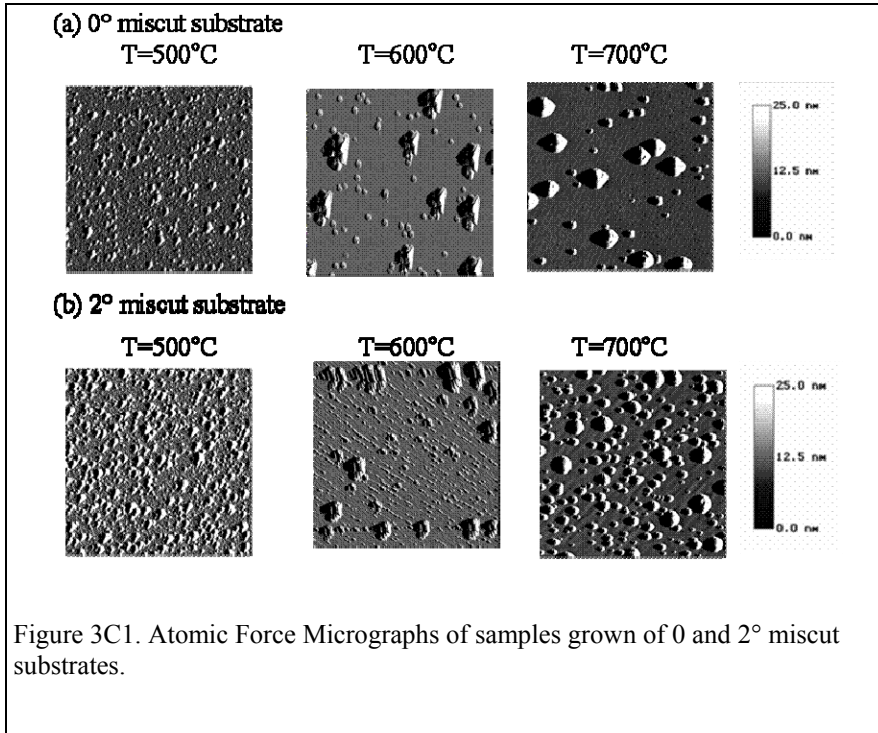 (a) 0° miscut substrate
T=500°C T=600°C T=700°C
25.0 nm
12.5 nm
0.0 nm
(b) 2° miscut substrate
T=500°C T=600°C T=700°C
25.0 nm
12.5 nm
0.0 nm
Figure 3C1. Atomic Force Micrographs of samples grown of 0 and 2° miscut
substrates.